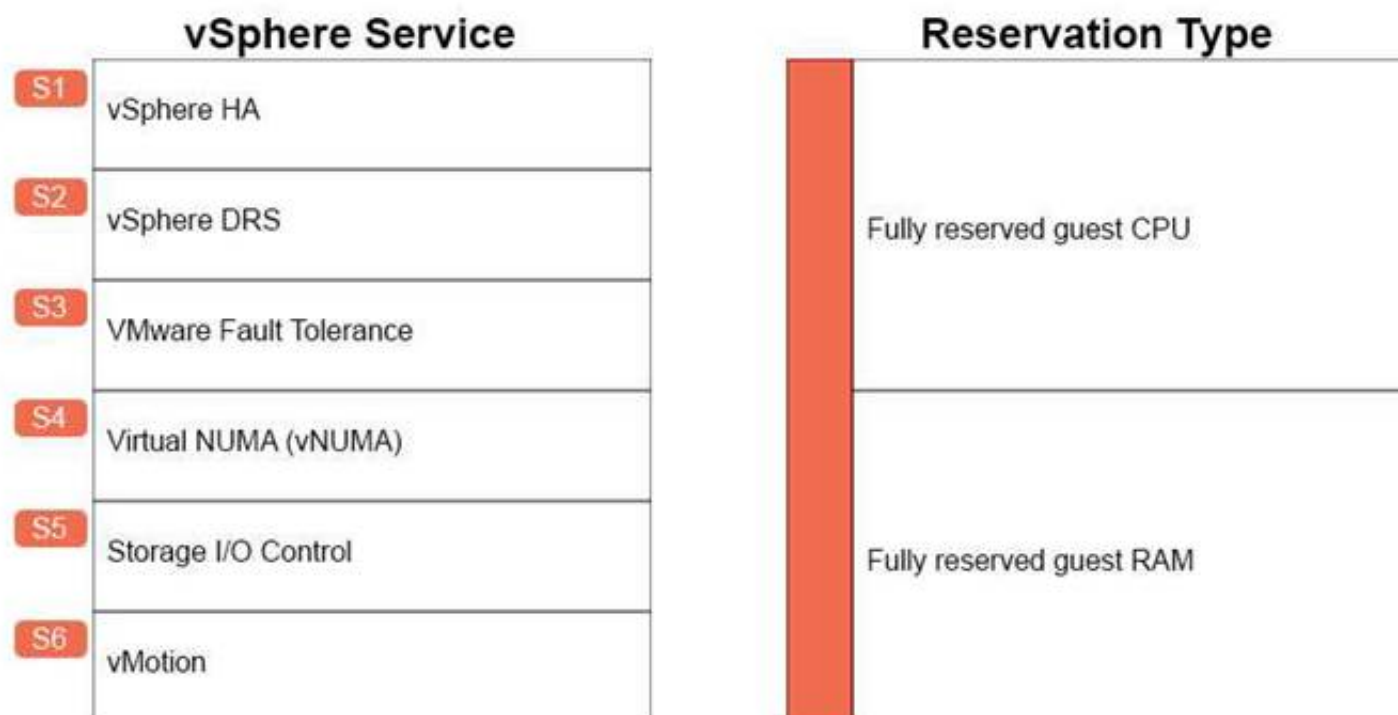 vSphere Service
S1
vSphere HA
S2
vSphere DRS
S3
VMware Fault Tolerance
S4
Virtual NUMA (vNUMA)
S5
Storage I/O Control
S6
vMotion
Reservation Type
Fully reserved guest CPU
Fully reserved guest RAM